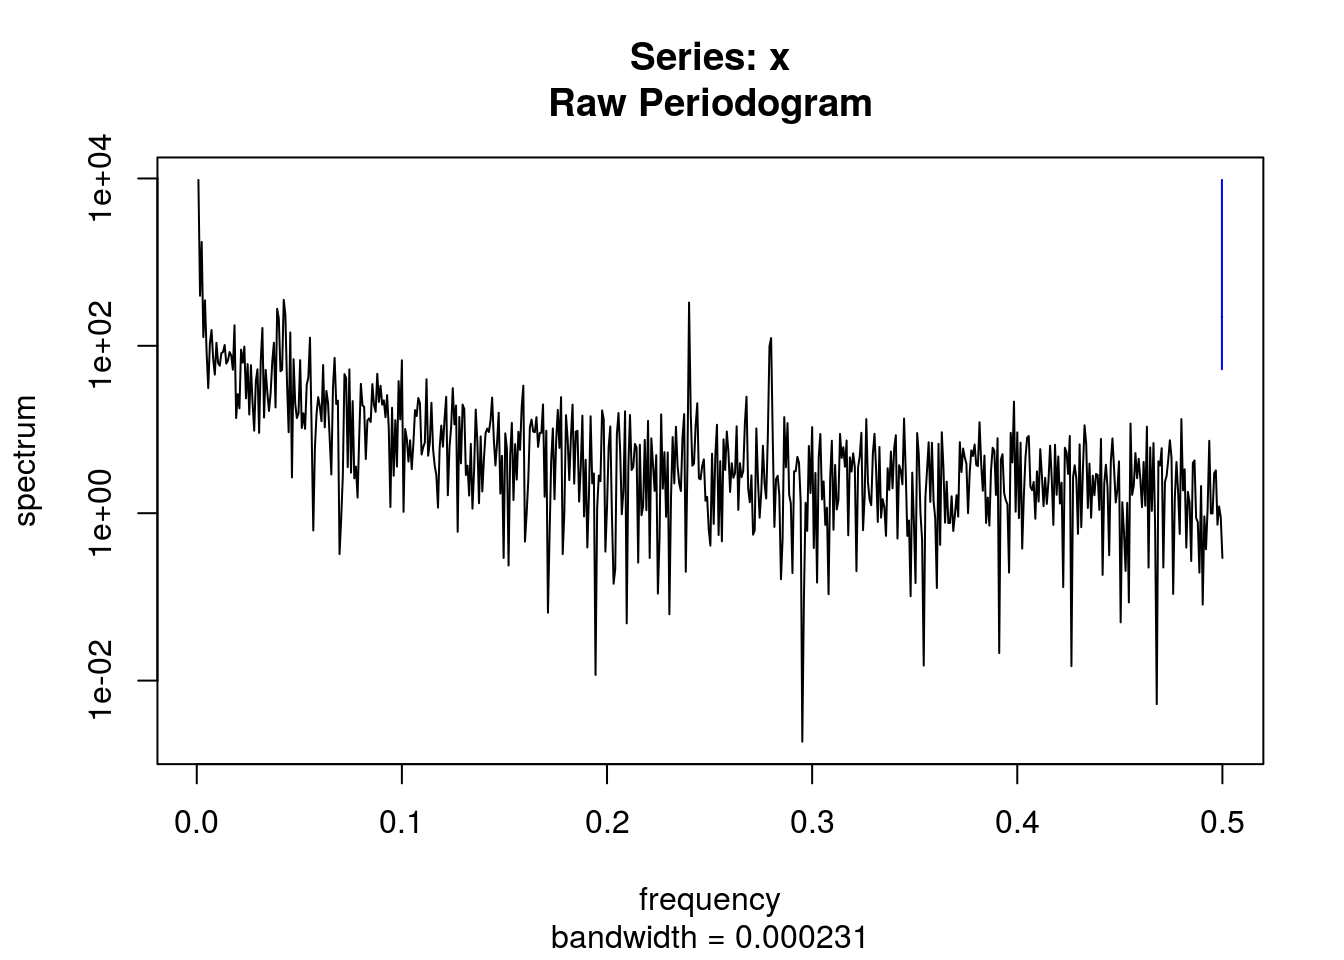 Series: x
Raw Periodogram
spectrum
1e+04
1e+02
1e+00
1e-02
0.0 0.1 0.2 0.3 0.4 0.5
frequency
bandwidth = 0.000231